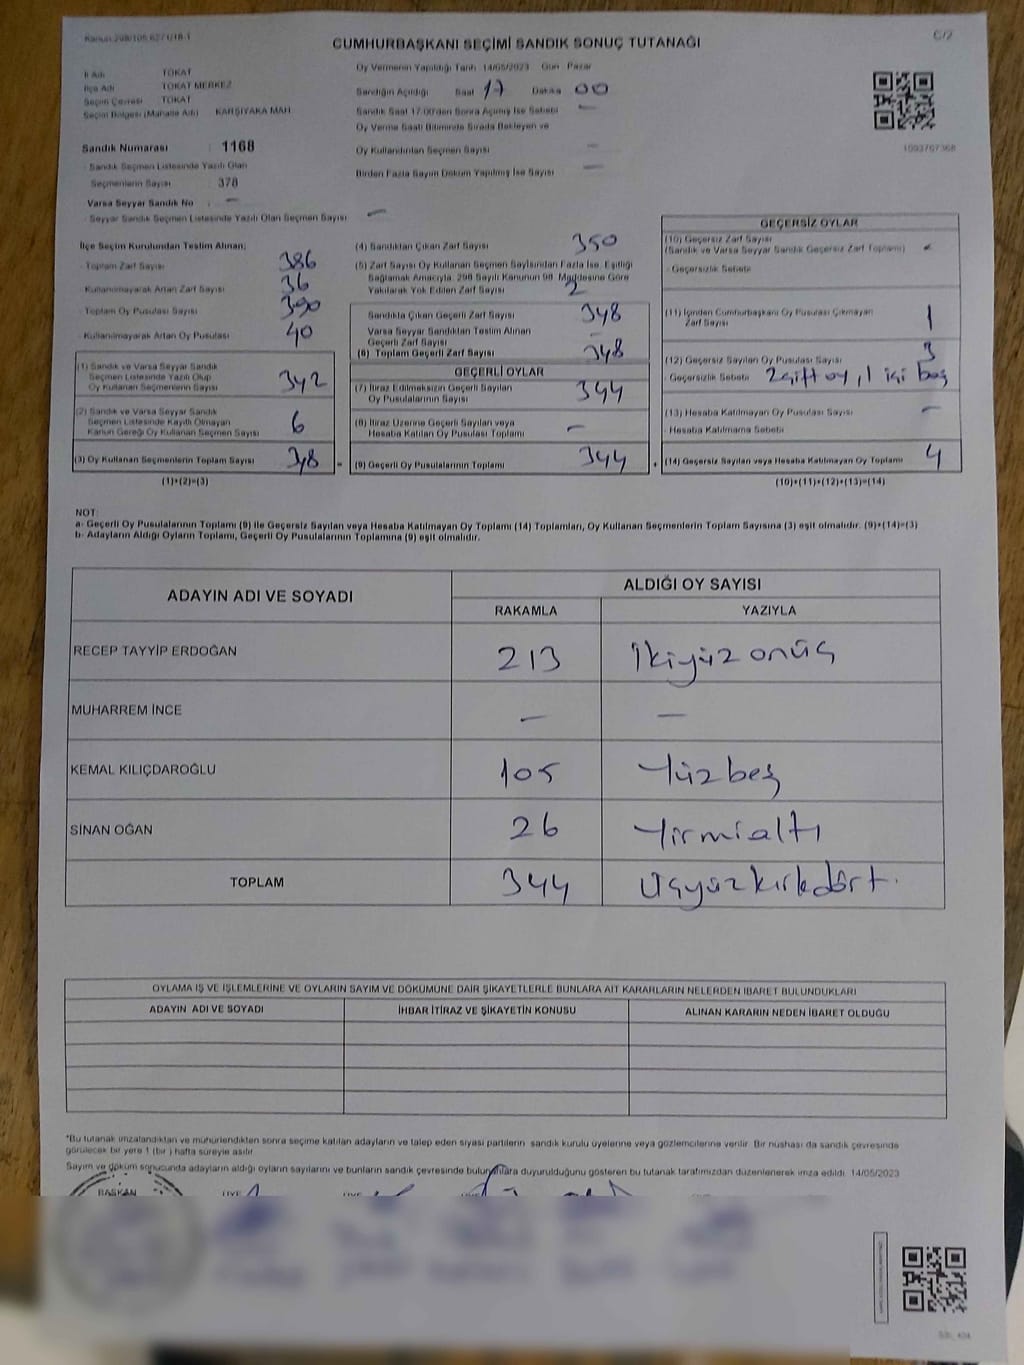 Kanun:298/105,6271/18-1
CUMHURBAŞKANI SEÇİMİ SANDIK SONUÇ TUTANAĞI
C/2
İl Adı TOKAT
İlçe Adı TOKAT MERKEZ
Seçim Çevresi TOKAT
Seçim Bölgesi (Mahalle Adı) KARŞIYAKA MAH.
Oy Vermenin Yapıldığı Tarih 14/05/2023 Gün Pazar
Sandığın Açıldığı Saat 17 Dakika 00
Sandık Saat 17:00'den Sonra Açılmış İse Sebebi –
Oy Verme Saati Bitiminde Sırada Bekleyen ve
Oy Kullandırılan Seçmen Sayısı –
Birden Fazla Sayım Döküm Yapılmış İse Sayısı –
1093767368
Sandık Numarası : 1168
- Sandık Seçmen Listesinde Yazılı Olan
Seçmenlerin Sayısı : 378
Varsa Seyyar Sandık No : –
- Seyyar Sandık Seçmen Listesinde Yazılı Olan Seçmen Sayısı : –
İlçe Seçim Kurulundan Teslim Alınan;
- Toplam Zarf Sayısı 386
- Kullanılmayarak Artan Zarf Sayısı 36
- Toplam Oy Pusulası Sayısı 390
- Kullanılmayarak Artan Oy Pusulası 40
(1) Sandık ve Varsa Seyyar Sandık
Seçmen Listesinde Yazılı Olup
Oy Kullanan Seçmenlerin Sayısı 342
(2) Sandık ve Varsa Seyyar Sandık
Seçmen Listesinde Kayıtlı Olmayan
Kanun Gereği Oy Kullanan Seçmen Sayısı 6
(3) Oy Kullanan Seçmenlerin Toplam Sayısı 348
(1)+(2)=(3)
(4) Sandıktan Çıkan Zarf Sayısı 350
(5) Zarf Sayısı Oy Kullanan Seçmen Sayısından Fazla İse, Eşitliği
Sağlamak Amacıyla, 298 Sayılı Kanunun 98. Maddesine Göre
Yakılarak Yok Edilen Zarf Sayısı 2
Sandıkta Çıkan Geçerli Zarf Sayısı 348
Varsa Seyyar Sandıktan Teslim Alınan
Geçerli Zarf Sayısı –
(6) Toplam Geçerli Zarf Sayısı 348
GEÇERLİ OYLAR
(7) İtiraz Edilmeksizin Geçerli Sayılan
Oy Pusulalarının Sayısı 344
(8) İtiraz Üzerine Geçerli Sayılan veya
Hesaba Katılan Oy Pusulası Toplamı –
= (9) Geçerli Oy Pusulalarının Toplamı 344
GEÇERSİZ OYLAR
(10) Geçersiz Zarf Sayısı
(Sandık ve Varsa Seyyar Sandık Geçersiz Zarf Toplamı) -
- Geçersizlik Sebebi
(11) İçinden Cumhurbaşkanı Oy Pusulası Çıkmayan
Zarf Sayısı 1
(12) Geçersiz Sayılan Oy Pusulası Sayısı 3
- Geçersizlik Sebebi 2 çift oy, 1 içi boş
(13) Hesaba Katılmayan Oy Pusulası Sayısı –
- Hesaba Katılmama Sebebi
+ (14) Geçersiz Sayılan veya Hesaba Katılmayan Oy Toplamı 4
(10)+(11)+(12)+(13)=(14)
NOT:
a- Geçerli Oy Pusulalarının Toplamı (9) ile Geçersiz Sayılan veya Hesaba Katılmayan Oy Toplamı (14) Toplamları, Oy Kullanan Seçmenlerin Toplam Sayısına (3) eşit olmalıdır. (9)+(14)=(3)
b- Adayların Aldığı Oyların Toplamı, Geçerli Oy Pusulalarının Toplamına (9) eşit olmalıdır.
ADAYIN ADI VE SOYADI
ALDIĞI OY SAYISI
RAKAMLA YAZIYLA
RECEP TAYYİP ERDOĞAN 213 İkiyüz onüç
MUHARREM İNCE – –
KEMAL KILIÇDAROĞLU 105 Yüzbeş
SİNAN OĞAN 26 Yirmialtı
TOPLAM 344 Üçyüzkırkdört.
OYLAMA İŞ VE İŞLEMLERİNE VE OYLARIN SAYIM VE DÖKÜMÜNE DAİR ŞİKAYETLERLE BUNLARA AİT KARARLARIN NELERDEN İBARET BULUNDUKLARI
ADAYIN ADI VE SOYADI İHBAR İTİRAZ VE ŞİKAYETİN KONUSU ALINAN KARARIN NEDEN İBARET OLDUĞU
*Bu tutanak imzalandıktan ve mühürlendikten sonra seçime katılan adayların ve talep eden siyasi partilerin sandık kurulu üyelerine veya gözlemcilerine verilir. Bir nüshası da sandık çevresinde
görülecek bir yere 1 (bir) hafta süreyle asılır.
Sayım ve döküm sonucunda adayların aldığı oyların sayılarını ve bunların sandık çevresinde bulunanlara duyurulduğunu gösteren bu tutanak tarafımızdan düzenlenerek imza edildi. 14/05/2023
BAŞKAN ÜYE